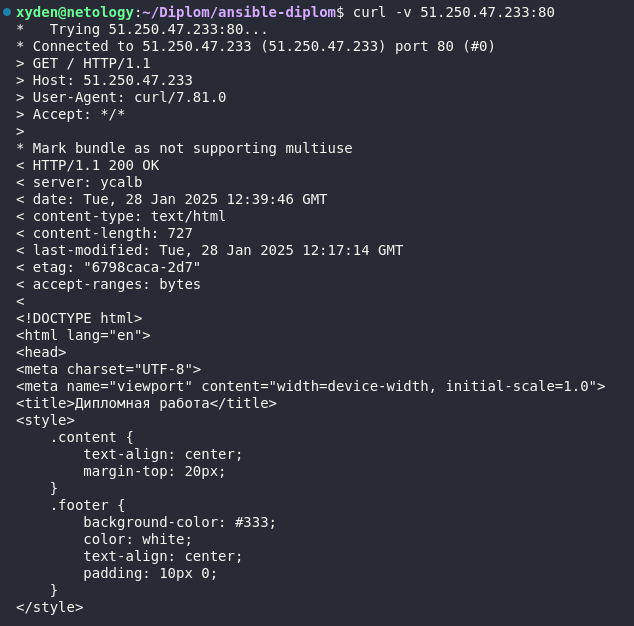 xyden@netology:~/Diplom/ansible-diplom$ curl -v 51.250.47.233:80
*   Trying 51.250.47.233:80...
* Connected to 51.250.47.233 (51.250.47.233) port 80 (#0)
> GET / HTTP/1.1
> Host: 51.250.47.233
> User-Agent: curl/7.81.0
> Accept: */*
>
* Mark bundle as not supporting multiuse
< HTTP/1.1 200 OK
< server: ycalb
< date: Tue, 28 Jan 2025 12:39:46 GMT
< content-type: text/html
< content-length: 727
< last-modified: Tue, 28 Jan 2025 12:17:14 GMT
< etag: "6798caca-2d7"
< accept-ranges: bytes
<
<!DOCTYPE html>
<html lang="en">
<head>
<meta charset="UTF-8">
<meta name="viewport" content="width=device-width, initial-scale=1.0">
<title>Дипломная работа</title>
<style>
    .content {
        text-align: center;
        margin-top: 20px;
    }
    .footer {
        background-color: #333;
        color: white;
        text-align: center;
        padding: 10px 0;
    }
</style>